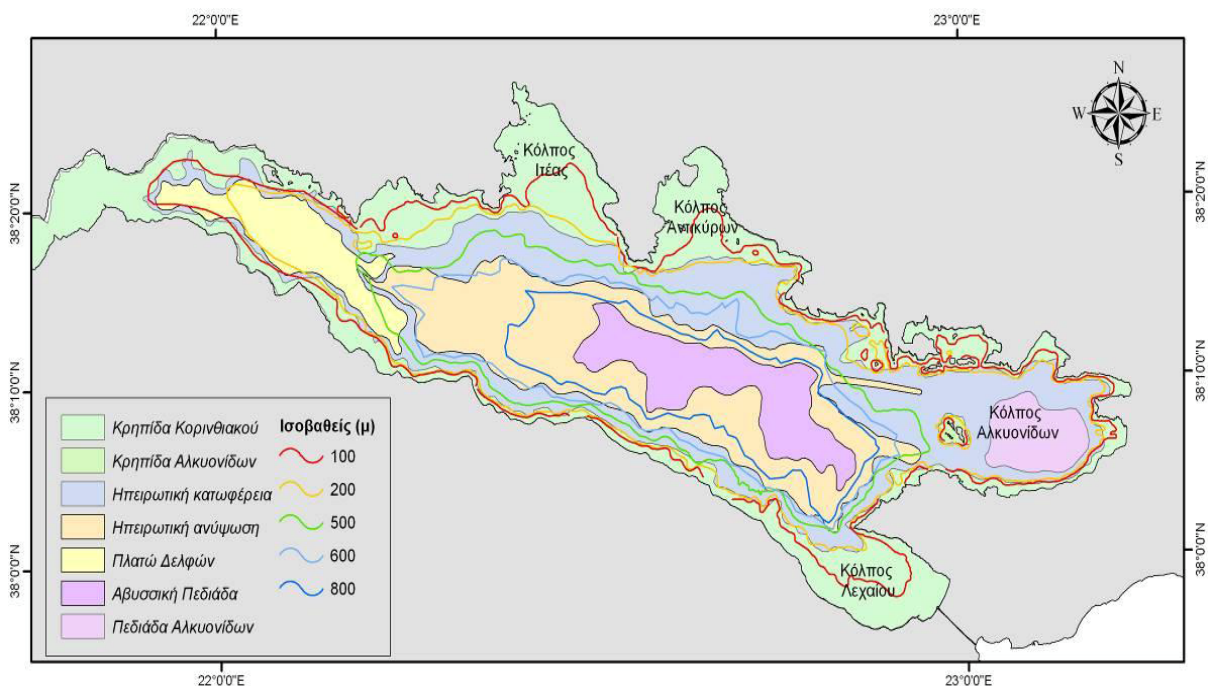 22°0'0"E
23°0'0"E
N
W
E
S
38°20'0"N
38°20'0"N
Κόλπος
Ιτέας
Κόλπος
Αντικύρων
38°10'0"N
38°10'0"N
Κόλπος
Αλκυονίδων
Κρηπίδα Κορινθιακού
Κρηπίδα Αλκυονίδων
Ηπειρωτική κατωφέρεια
Ηπειρωτική ανύψωση
Πλατώ Δελφών
Αβυσσική Πεδιάδα
Πεδιάδα Αλκυονίδων
Ισοβαθείς (μ)
100
200
500
600
800
38°0'0"N
38°0'0"N
Κόλπος
Λεχαίου
22°0'0"E
23°0'0"E